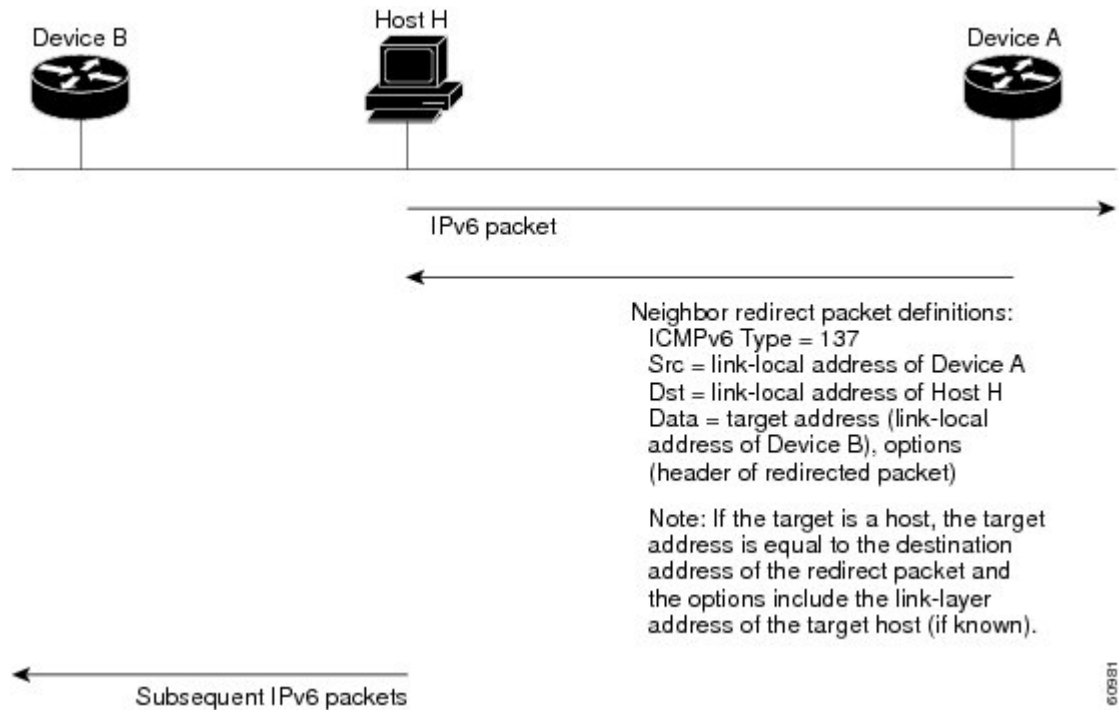 Device B
Host H
Device A
IPv6 packet
Neighbor redirect packet definitions:
ICMPv6 Type = 137
Src = link-local address of Device A
Dst = link-local address of Host H
Data = target address (link-local
address of Device B), options
(header of redirected packet)
Note: If the target is a host, the target
address is equal to the destination
address of the redirect packet and
the options include the link-layer
address of the target host (if known).
Subsequent IPv6 packets
60981